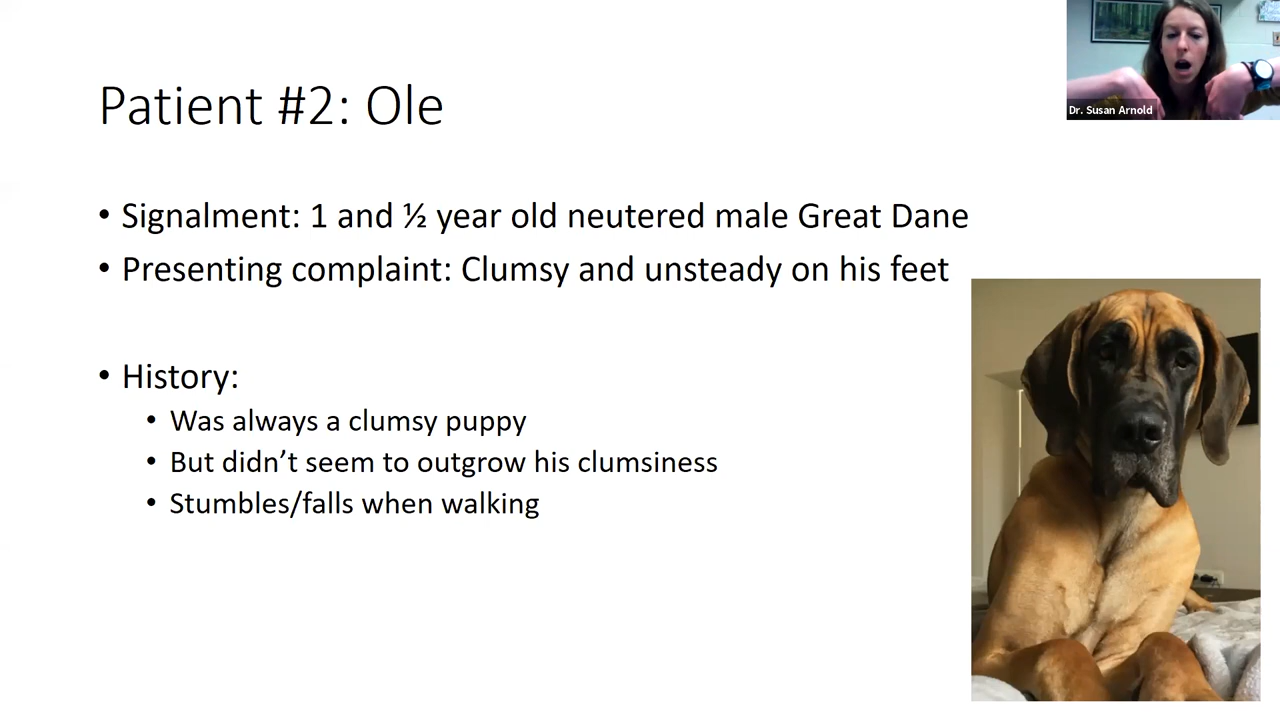 Dr. Susan Arnold
Patient #2: Ole
• Signalment: 1 and ½ year old neutered male Great Dane
• Presenting complaint: Clumsy and unsteady on his feet
• History:
• Was always a clumsy puppy
• But didn't seem to outgrow his clumsiness
• Stumbles/falls when walking